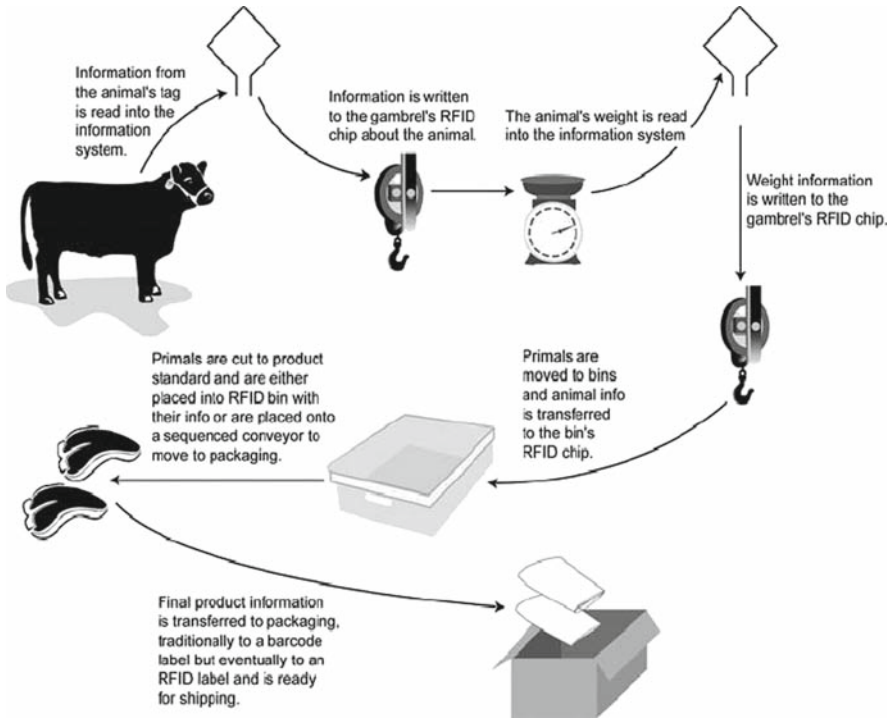 Information from
the animal's tag
is read into the
information
system.
Information is written
to the gambrel's RFID
chip about the animal.
The animal's weight is read
into the information system
Weight information
is written to the
gambrel's RFID chip.
Primals are
moved to bins
and animal info
is transferred
to the bin's
RFID chip.
Primals are cut to product
standard and are either
placed into RFID bin with
their info or are placed onto
a sequenced conveyor to
move to packaging.
Final product information
is transferred to packaging,
traditionally to a barcode
label but eventually to an
RFID label and is ready
for shipping.